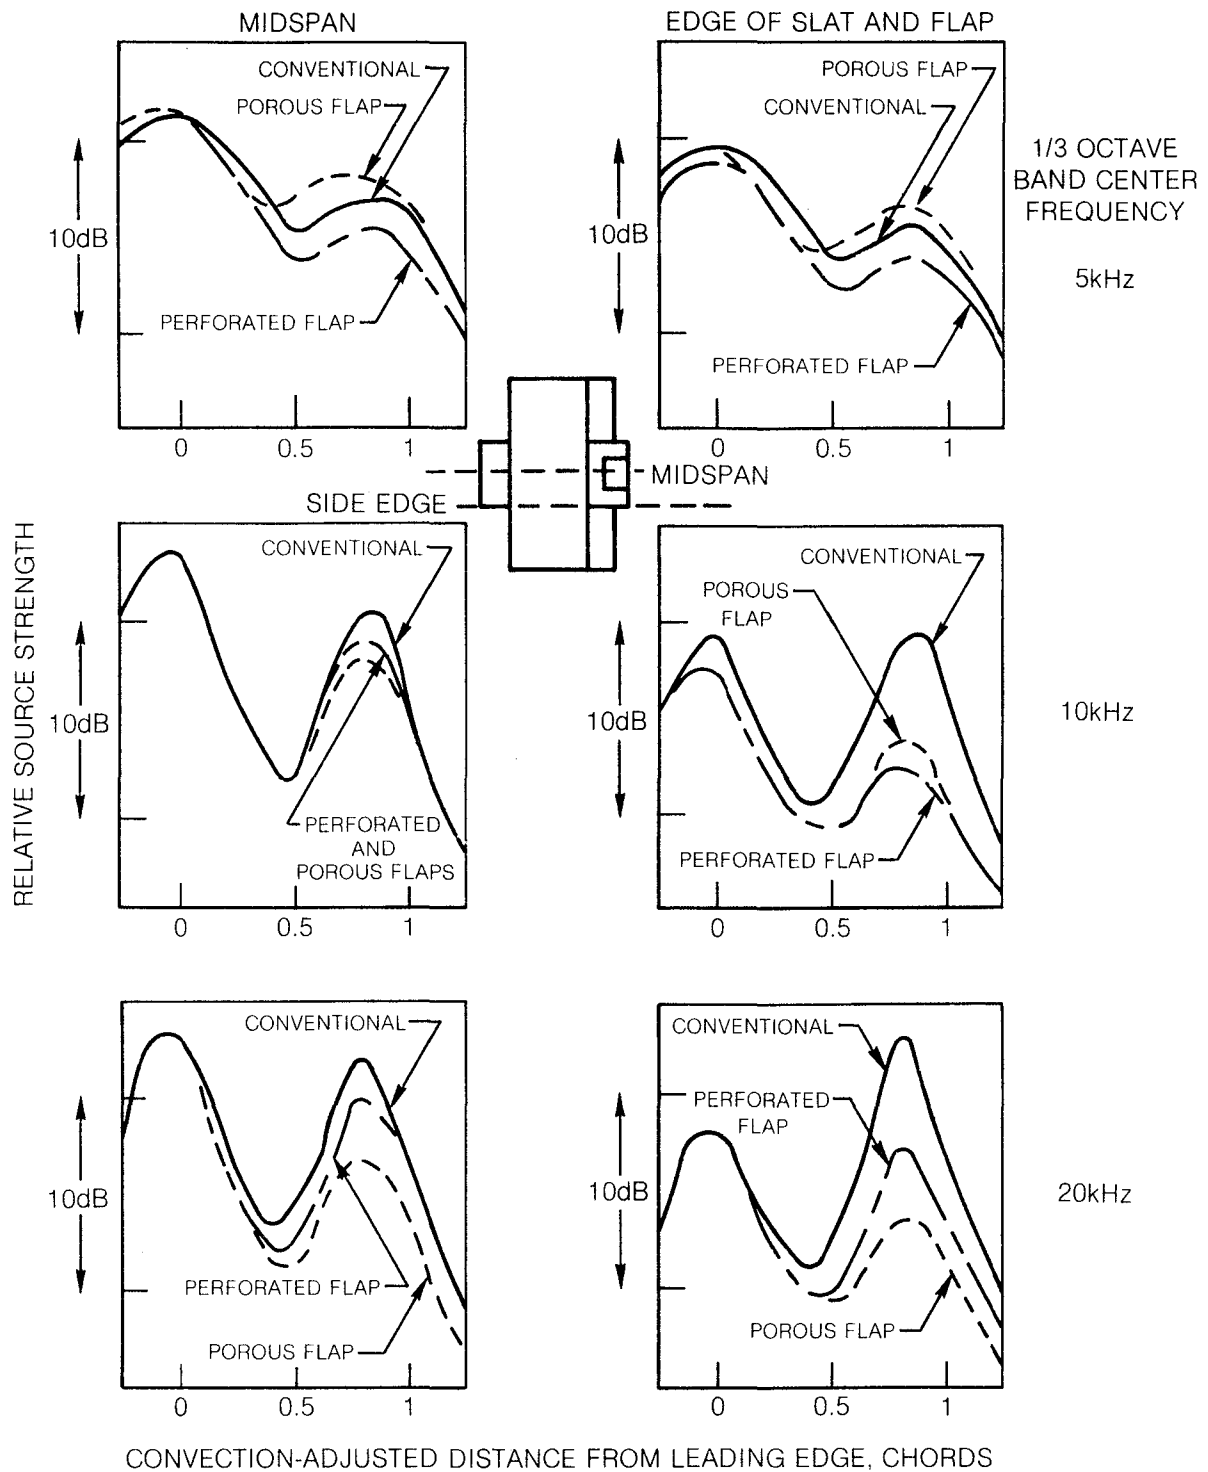 MIDSPAN
EDGE OF SLAT AND FLAP
CONVENTIONAL
POROUS FLAP
10dB
PERFORATED FLAP
0 0.5 1
POROUS FLAP
CONVENTIONAL
10dB
PERFORATED FLAP
0 0.5 1
1/3 OCTAVE
BAND CENTER
FREQUENCY
5kHz
MIDSPAN
SIDE EDGE
RELATIVE SOURCE STRENGTH
CONVENTIONAL
10dB
PERFORATED
AND
POROUS FLAPS
0 0.5 1
CONVENTIONAL
POROUS
FLAP
10dB
PERFORATED FLAP
0 0.5 1
10kHz
CONVENTIONAL
10dB
PERFORATED FLAP
POROUS FLAP
0 0.5 1
CONVENTIONAL
PERFORATED
FLAP
10dB
POROUS FLAP
0 0.5 1
20kHz
CONVECTION-ADJUSTED DISTANCE FROM LEADING EDGE, CHORDS